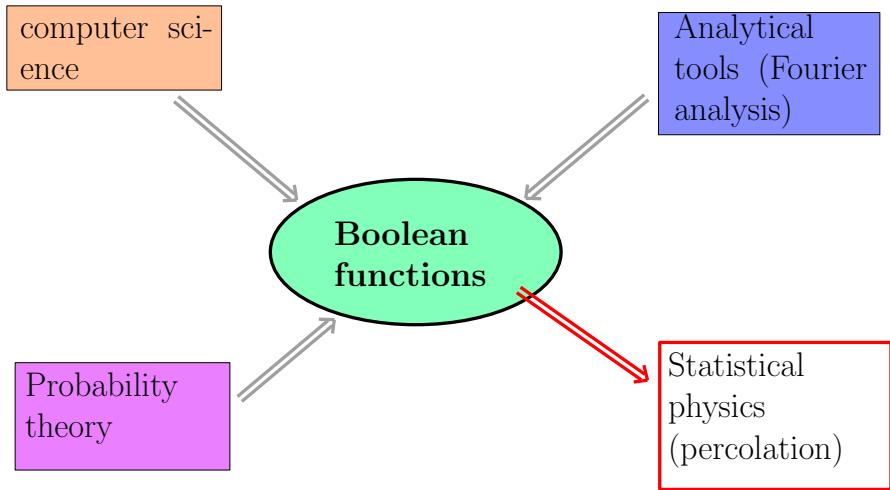 computer sci-
ence
Analytical
tools (Fourier
analysis)
Boolean
functions
Probability
theory
Statistical
physics
(percolation)